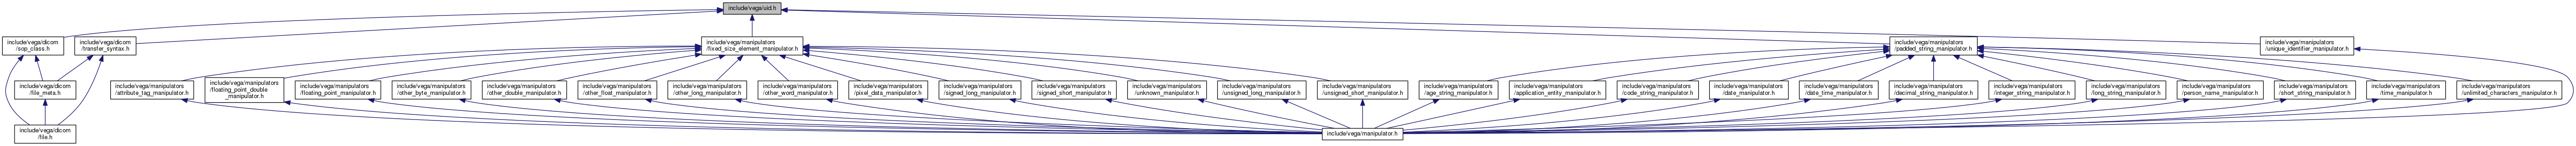 include/vega/uid.h
include/vega/dicom
/sop_class.h
include/vega/dicom
/transfer_syntax.h
include/vega/manipulators
/fixed_size_element_manipulator.h
include/vega/manipulators
/padded_string_manipulator.h
include/vega/manipulators
/unique_identifier_manipulator.h
include/vega/dicom
/file_meta.h
include/vega/manipulators
/attribute_tag_manipulator.h
include/vega/manipulators
/floating_point_double
_manipulator.h
include/vega/manipulators
/floating_point_manipulator.h
include/vega/manipulators
/other_byte_manipulator.h
include/vega/manipulators
/other_double_manipulator.h
include/vega/manipulators
/other_float_manipulator.h
include/vega/manipulators
/other_long_manipulator.h
include/vega/manipulators
/other_word_manipulator.h
include/vega/manipulators
/pixel_data_manipulator.h
include/vega/manipulators
/signed_long_manipulator.h
include/vega/manipulators
/signed_short_manipulator.h
include/vega/manipulators
/unknown_manipulator.h
include/vega/manipulators
/unsigned_long_manipulator.h
include/vega/manipulators
/unsigned_short_manipulator.h
include/vega/manipulators
/age_string_manipulator.h
include/vega/manipulators
/application_entity_manipulator.h
include/vega/manipulators
/code_string_manipulator.h
include/vega/manipulators
/date_manipulator.h
include/vega/manipulators
/date_time_manipulator.h
include/vega/manipulators
/decimal_string_manipulator.h
include/vega/manipulators
/integer_string_manipulator.h
include/vega/manipulators
/long_string_manipulator.h
include/vega/manipulators
/person_name_manipulator.h
include/vega/manipulators
/short_string_manipulator.h
include/vega/manipulators
/time_manipulator.h
include/vega/manipulators
/unlimited_characters_manipulator.h
include/vega/dicom
/file.h
include/vega/manipulator.h